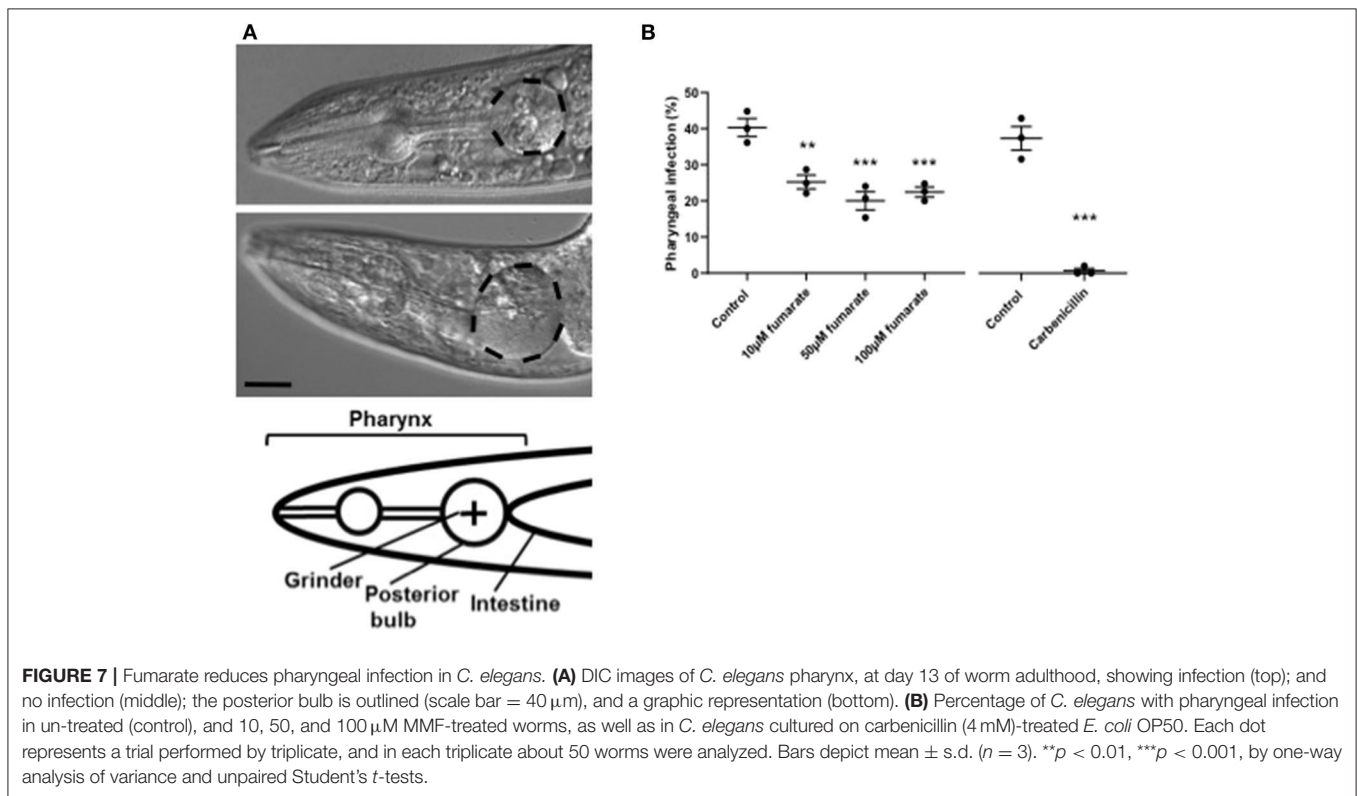 A
Pharynx
Grinder
Posterior
bulb
Intestine
B
Pharyngeal infection (%)
50
40
30
20
10
0
**
***
***
***
Control
10μM fumarate
50μM fumarate
100μM fumarate
Control
Carbenicillin
FIGURE 7 | Fumarate reduces pharyngeal infection in C. elegans. (A) DIC images of C. elegans pharynx, at day 13 of worm adulthood, showing infection (top); and
no infection (middle); the posterior bulb is outlined (scale bar = 40 μm), and a graphic representation (bottom). (B) Percentage of C. elegans with pharyngeal infection
in un-treated (control), and 10, 50, and 100 μM MMF-treated worms, as well as in C. elegans cultured on carbenicillin (4 mM)-treated E. coli OP50. Each dot
represents a trial performed by triplicate, and in each triplicate about 50 worms were analyzed. Bars depict mean ± s.d. (n = 3). **p < 0.01, ***p < 0.001, by one-way
analysis of variance and unpaired Student's t-tests.